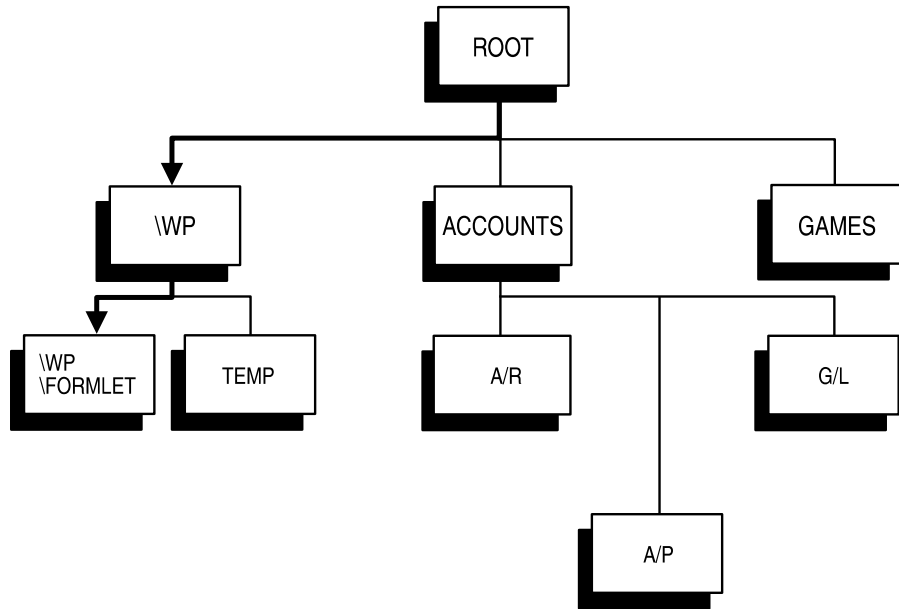 ROOT
\WP
ACCOUNTS
GAMES
\WP
\FORMLET
TEMP
A/R
G/L
A/P